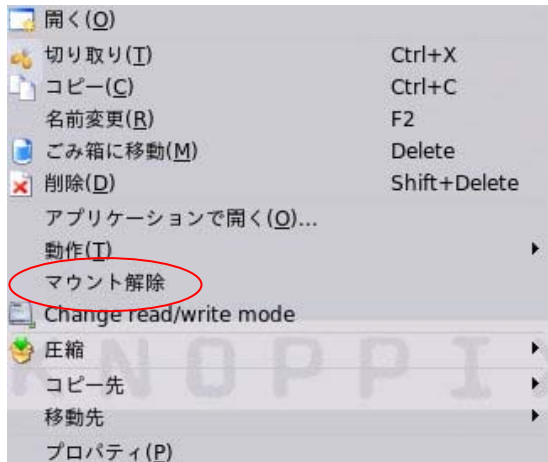 開く(O)
切り取り(T) Ctrl+X
コピー(C) Ctrl+C
名前変更(R) F2
ごみ箱に移動(M) Delete
削除(D) Shift+Delete
アプリケーションで開く(O)...
動作(T)
マウント解除
Change read/write mode
圧縮
KNOPPIX
コピー先
移動先
プロパティ(P)